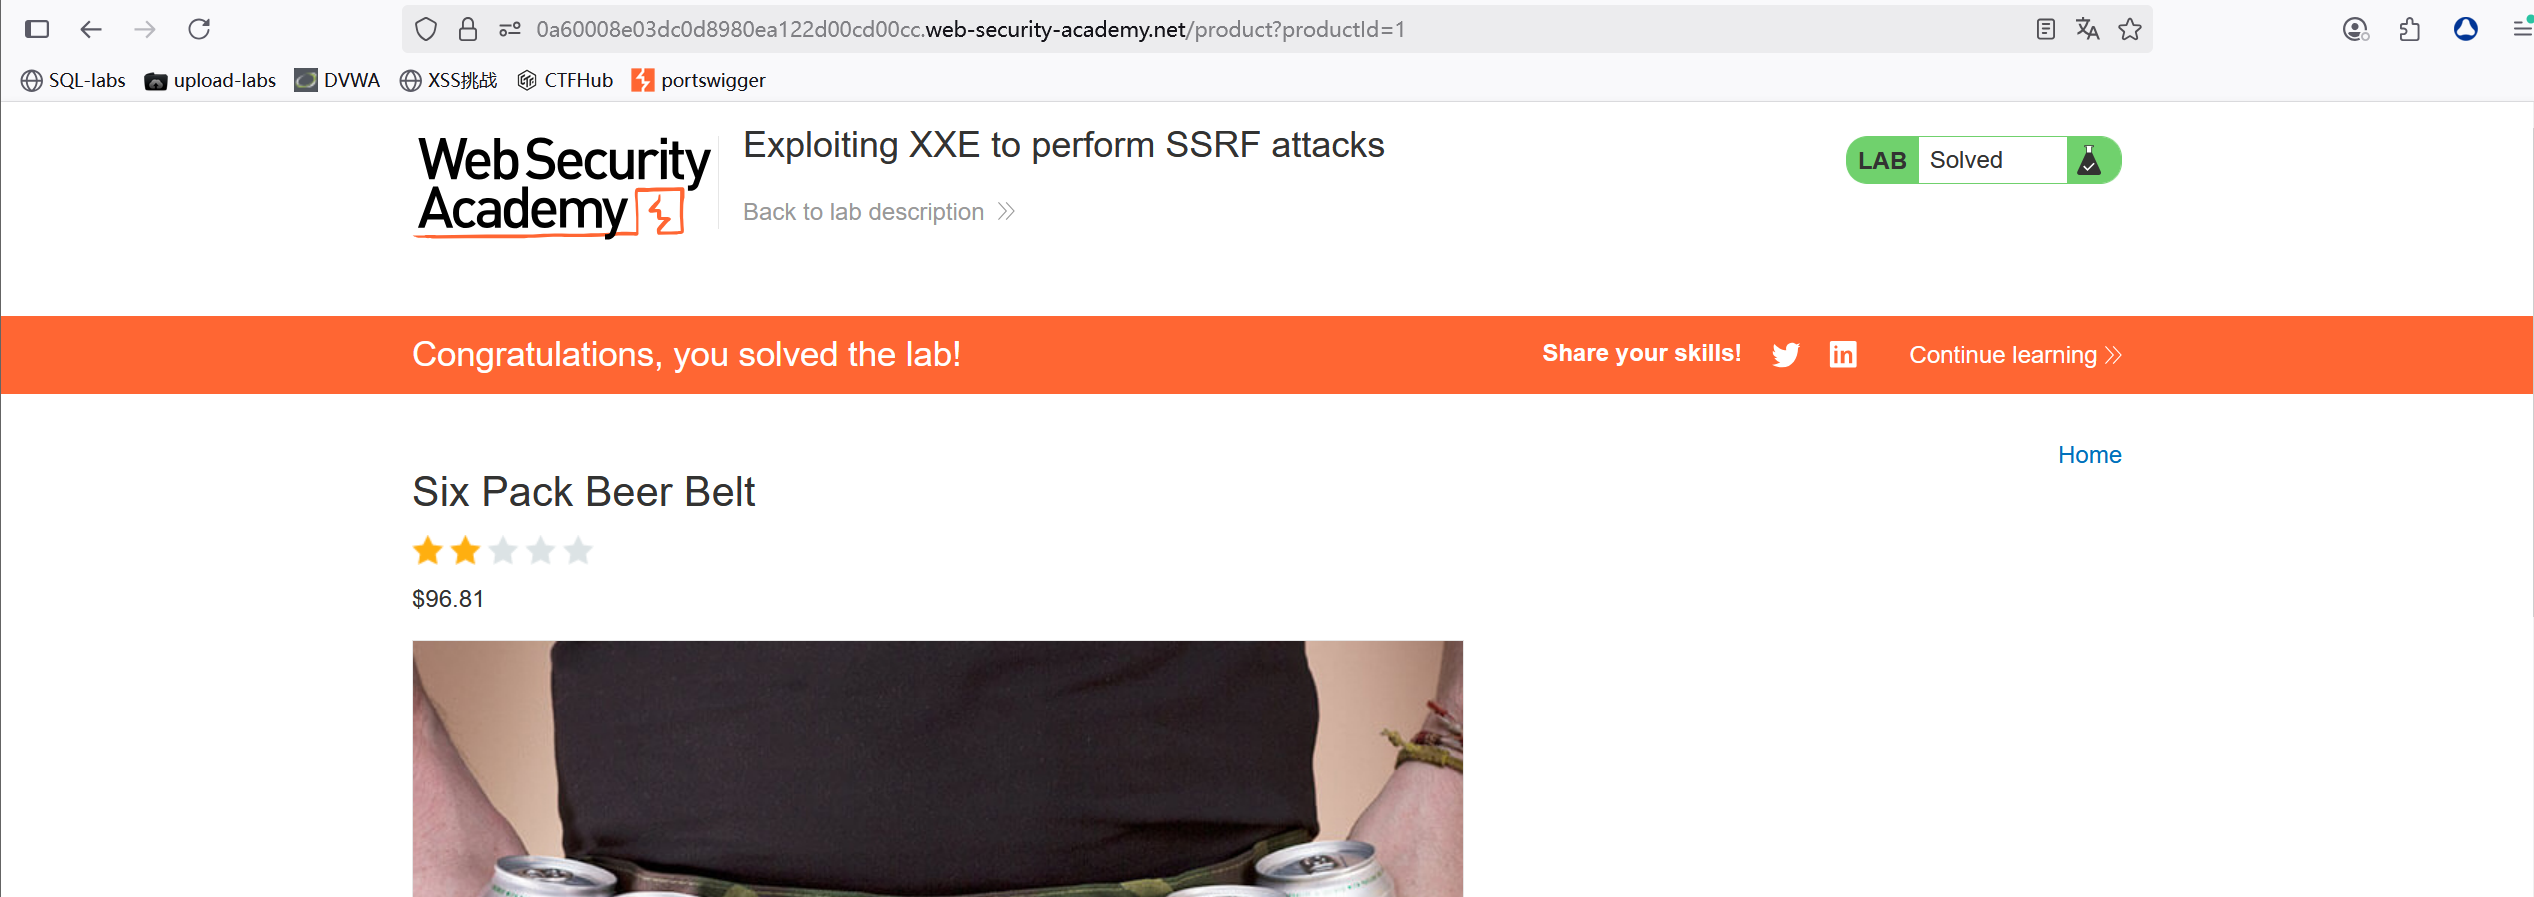 0a60008e03dc0d8980ea122d00cd00cc.web-security-academy.net/product?productId=1
SQL-labs upload-labs DVWA XSS挑战 CTFHub portswigger
Web Security
Academy
Exploiting XXE to perform SSRF attacks
Back to lab description
LAB Solved
Congratulations, you solved the lab!
Share your skills!
Continue learning
Home
Six Pack Beer Belt
$96.81